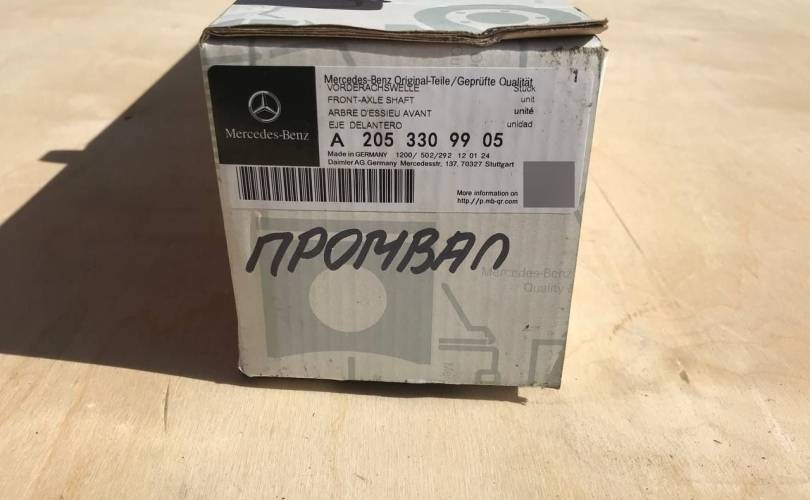 Mercedes-Benz Original-Teile/Geprüfte Qualität 1
VORDERACHSWELLE Stück
FRONT-AXLE SHAFT unit
ARBRE D'ESSIEU AVANT unité
EJE DELANTERO unidad
Mercedes-Benz
A 205 330 99 05
Made in GERMANY 1200/ 502/292 12 01 24
Daimler AG.Germany Mercedesstr, 137, 70327 Stuttgart
More information on
http://p.mb-qr.com
ПРОМВАЛ
Mercedes-Benz
Quality